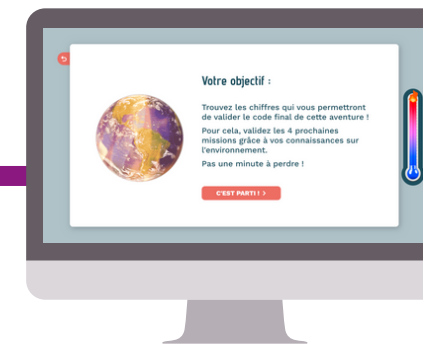 Votre objectif :
Trouvez les chiffres qui vous permettront
de valider le code final de cette aventure !
Pour cela, validez les 4 prochaines
missions grâce à vos connaissances sur
l'environnement.
Pas une minute à perdre !
C'EST PARTI ! >